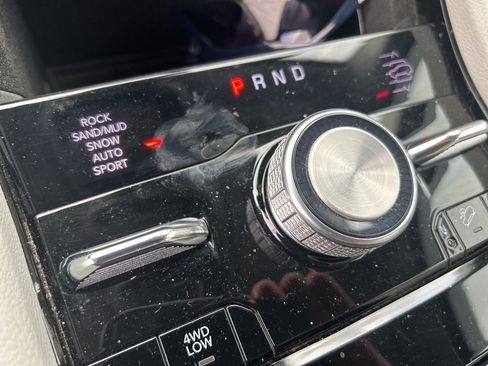 P R N D
ROCK
SAND/MUD
SNOW
AUTO
SPORT
4WD
LOW